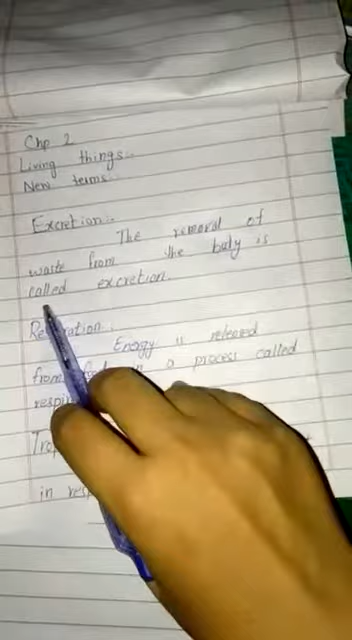 Chp 2
Living things..
New terms.
Excretion..
The removal of
waste from the body is
called excretion.
Energy is released
in a process called
in